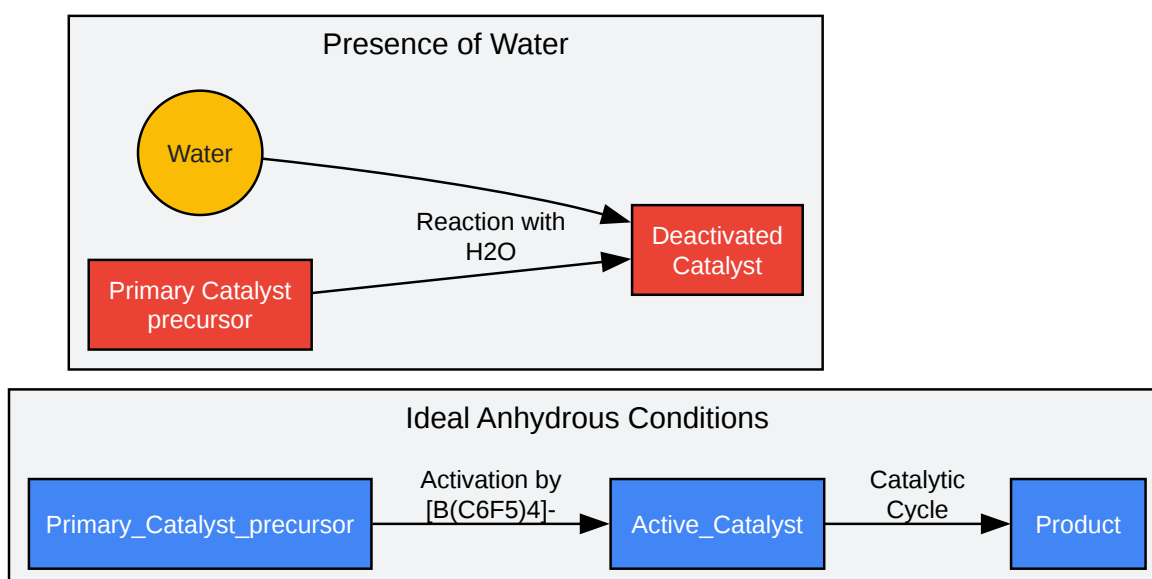 Presence of Water
Water
Reaction with
H2O
Deactivated
Catalyst
Primary Catalyst
precursor
Ideal Anhydrous Conditions
Primary_Catalyst_precursor
Activation by
[B(C6F5)4]-
Active_Catalyst
Catalytic
Cycle
Product